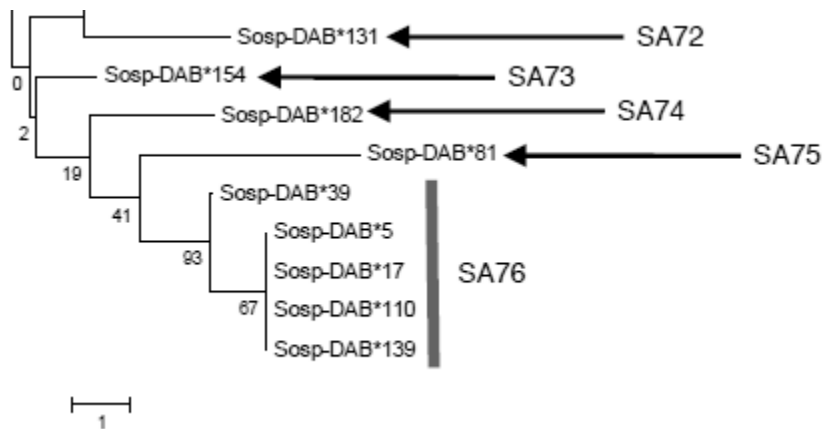 Sosp-DAB*131 SA72
0 Sosp-DAB*154 SA73
2 Sosp-DAB*182 SA74
19 Sosp-DAB*81 SA75
41 Sosp-DAB*39
93 Sosp-DAB*5
Sosp-DAB*17 SA76
67 Sosp-DAB*110
Sosp-DAB*139
1